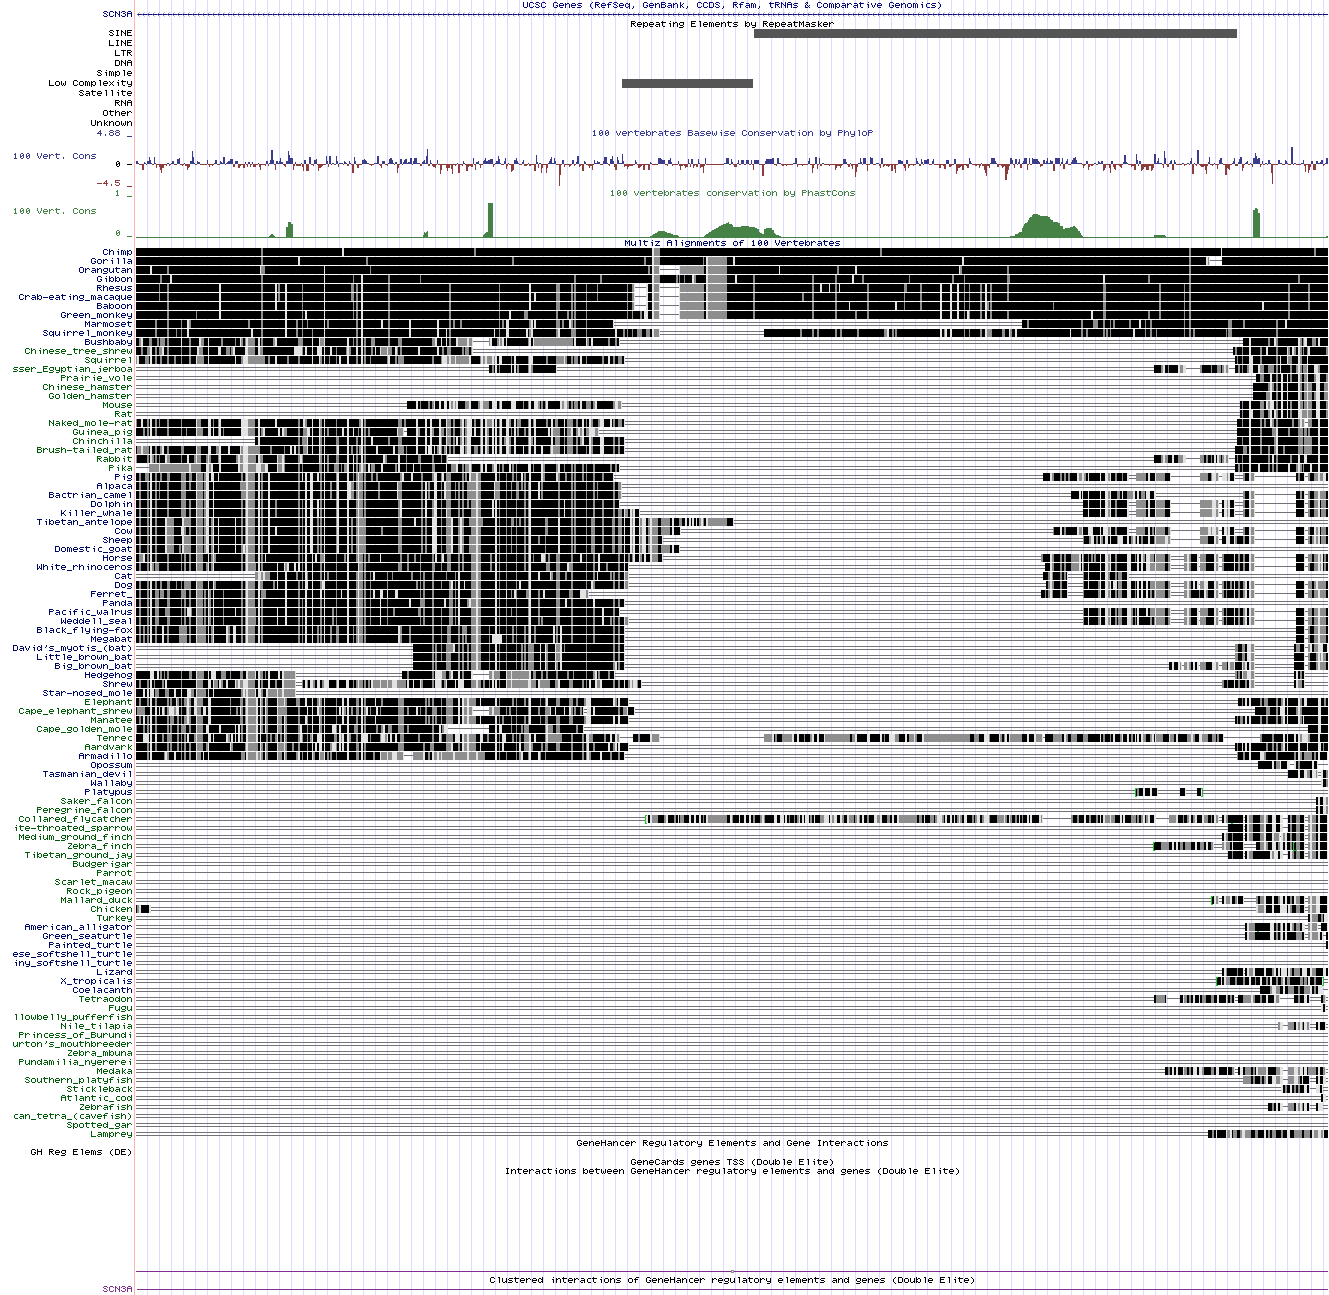 UCSC Genes (RefSeq, GenBank, CCDS, Rfam, tRNAs & Comparative Genomics)
SCN3A
Repeating Elements by RepeatMasker
SINE
LINE
LTR
DNA
Simple
Low Complexity
Satellite
RNA
Other
Unknown
4.88 _
100 vertebrates Basewise Conservation by PhyloP
100 Vert. Cons
0 -
-4.5 _
1 _
100 vertebrates conservation by PhastCons
100 Vert. Cons
0 _
Multiz Alignments of 100 Vertebrates
Chimp
Gorilla
Orangutan
Gibbon
Rhesus
Crab-eating_macaque
Baboon
Green_monkey
Marmoset
Squirrel_monkey
Bushbaby
Chinese_tree_shrew
Squirrel
sser_Egyptian_jerboa
Prairie_vole
Chinese_hamster
Golden_hamster
Mouse
Rat
Naked_mole-rat
Guinea_pig
Chinchilla
Brush-tailed_rat
Rabbit
Pika
Pig
Alpaca
Bactrian_camel
Dolphin
Killer_whale
Tibetan_antelope
Cow
Sheep
Domestic_goat
Horse
White_rhinoceros
Cat
Dog
Ferret_
Panda
Pacific_walrus
Weddell_seal
Black_flying-fox
Megabat
David's_myotis_(bat)
Little_brown_bat
Big_brown_bat
Hedgehog
Shrew
Star-nosed_mole
Elephant
Cape_elephant_shrew
Manatee
Cape_golden_mole
Tenrec
Aardvark
Armadillo
Opossum
Tasmanian_devil
Wallaby
Platypus
Saker_falcon
Peregrine_falcon
Collared_flycatcher
ite-throated_sparrow
Medium_ground_finch
Zebra_finch
Tibetan_ground_jay
Budgerigar
Parrot
Scarlet_macaw
Rock_pigeon
Mallard_duck
Chicken
Turkey
American_alligator
Green_seaturtle
Painted_turtle
ese_softshell_turtle
iny_softshell_turtle
Lizard
X_tropicalis
Coelacanth
Tetraodon
Fugu
llowbelly_pufferfish
Nile_tilapia
Princess_of_Burundi
urton's_mouthbreeder
Zebra_mbuna
Pundamilia_nyererei
Medaka
Southern_platyfish
Stickleback
Atlantic_cod
Zebrafish
can_tetra_(cavefish)
Spotted_gar
Lamprey
GeneHancer Regulatory Elements and Gene Interactions
GH Reg Elems (DE)
GeneCards genes TSS (Double Elite)
Interactions between GeneHancer regulatory elements and genes (Double Elite)
Clustered interactions of GeneHancer regulatory elements and genes (Double Elite)
SCN3A